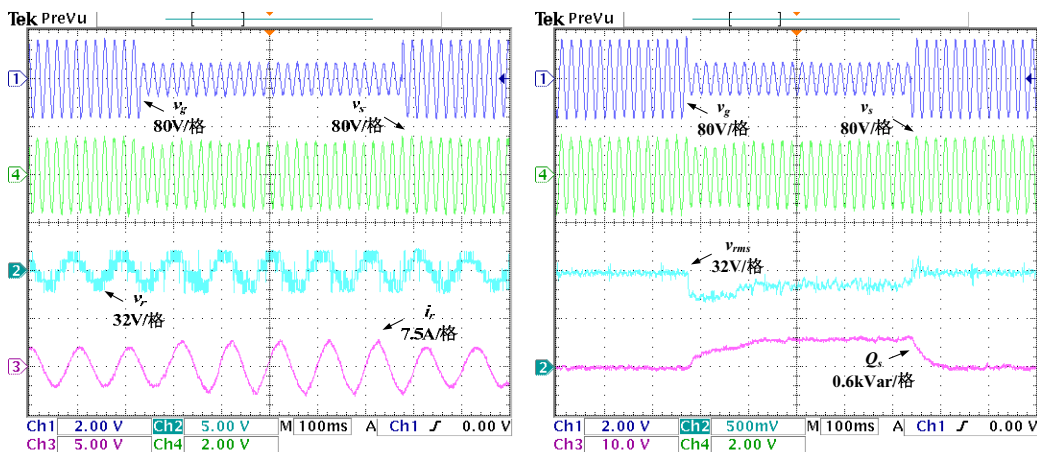 Tek PreVu
1
v_g
80V/格
v_s
80V/格
4
2
v_r
32V/格
i_r
7.5A/格
3
Ch1 2.00 V Ch2 5.00 V M 100ms A Ch1 0.00 V
Ch3 5.00 V Ch4 2.00 V
Tek PreVu
1
v_g
80V/格
v_s
80V/格
4
v_rms
32V/格
Q_s
0.6kVar/格
2
Ch1 2.00 V Ch2 500mV M 100ms A Ch1 0.00 V
Ch3 10.0 V Ch4 2.00 V